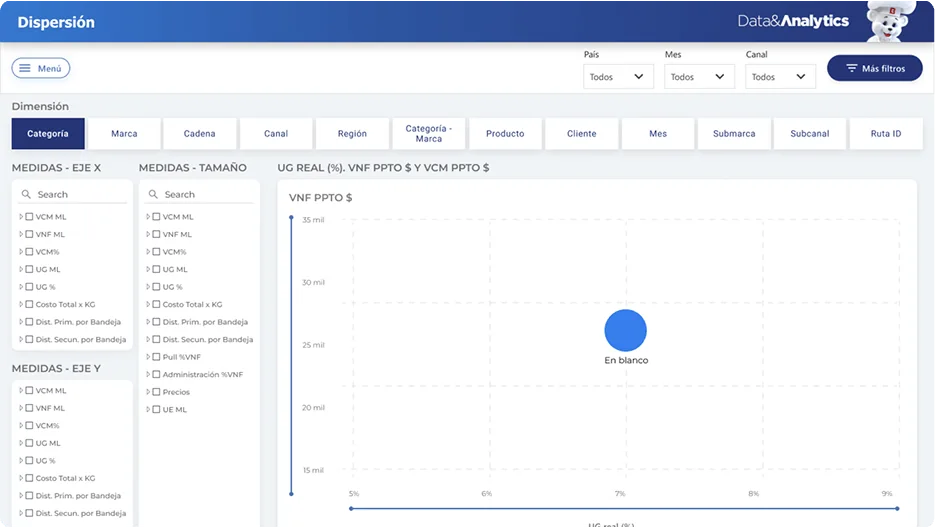 Dispersión
Data&Analytics
Menú
País
Mes
Canal
Todos
Todos
Todos
Más filtros
Dimensión
Categoría
Marca
Cadena
Canal
Región
Categoría -
Marca
Producto
Cliente
Mes
Submarca
Subcanal
Ruta ID
MEDIDAS - EJE X
Search
VCM ML
VNF ML
VCM%
UG ML
UG %
Costo Total x KG
Dist. Prim. por Bandeja
Dist. Secun. por Bandeja
MEDIDAS - EJE Y
VCM ML
VNF ML
VCM%
UG ML
UG %
Costo Total x KG
Dist. Prim. por Bandeja
Dist. Secun. por Bandeja
MEDIDAS - TAMAÑO
Search
VCM ML
VNF ML
VCM%
UG ML
UG %
Costo Total x KG
Dist. Prim. por Bandeja
Dist. Secun. por Bandeja
Pull %VNF
Administración %VNF
Precios
UE ML
UG REAL (%). VNF PPTO $ Y VCM PPTO $
VNF PPTO $
35 mil
30 mil
25 mil
20 mil
15 mil
En blanco
5%
6%
7%
8%
9%
UG real (%)